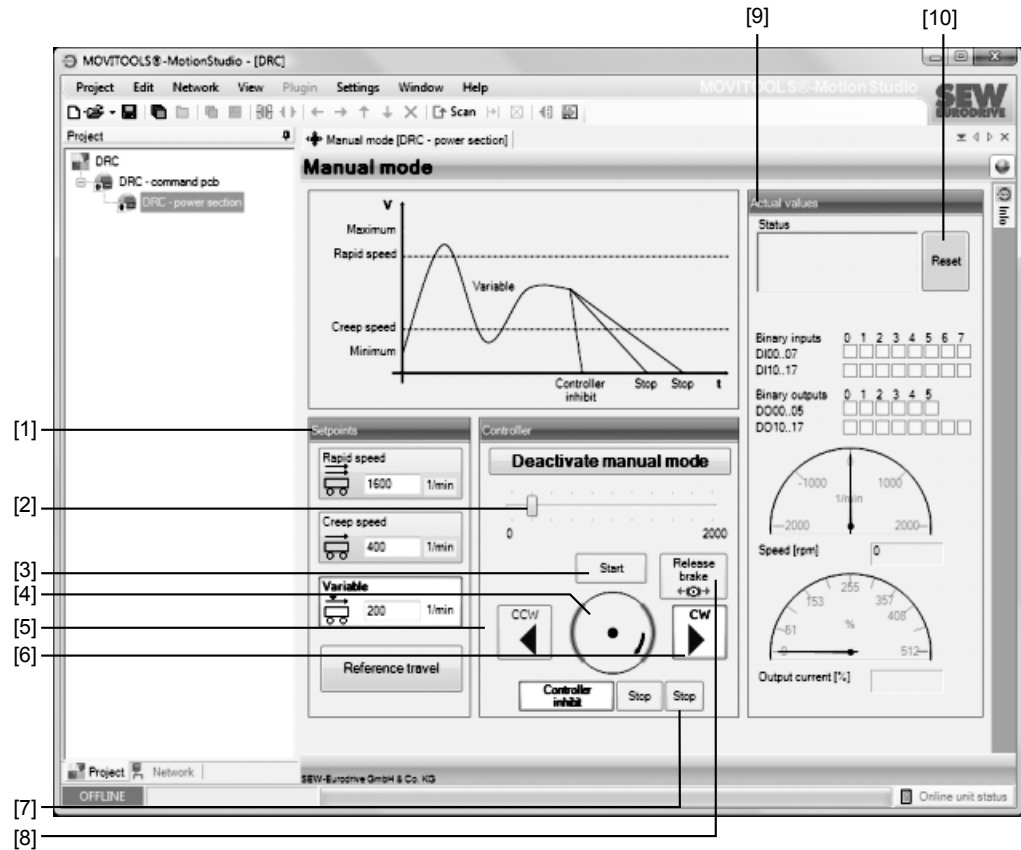 [9] [10]
MOVITOOLS®-MotionStudio - [DRC]
Project Edit Network View Plugin Settings Window Help
MOVITOOLS®-MotionStudio
SEW
EURODRIVE
Scan
Project
Manual mode [DRC - power section]
DRC
DRC - command pcb
DRC - power section
Manual mode
Info
V
Maximum
Rapid speed
Variable
Creep speed
Minimum
Controller inhibit
Stop
Stop
t
Actual values
Status
Reset
Binary inputs 0 1 2 3 4 5 6 7
DI00..07
DI10..17
Binary outputs 0 1 2 3 4 5
DO00..05
DO10..17
[1]
[2]
[3]
[4]
[5]
[6]
[7]
[8]
Setpoints
Rapid speed
1600 1/min
Creep speed
400 1/min
Variable
200 1/min
Reference travel
Controller
Deactivate manual mode
0 2000
Start
Release
brake
CCW
CW
Controller
inhibit
Stop
Stop
0
-1000 1000
1/min
-2000 2000
Speed [rpm] 0
255
153 357
408
51 %
0 512
Output current [%]
Project Network
SEW-Eurodrive GmbH & Co. KG
OFFLINE
Online unit status